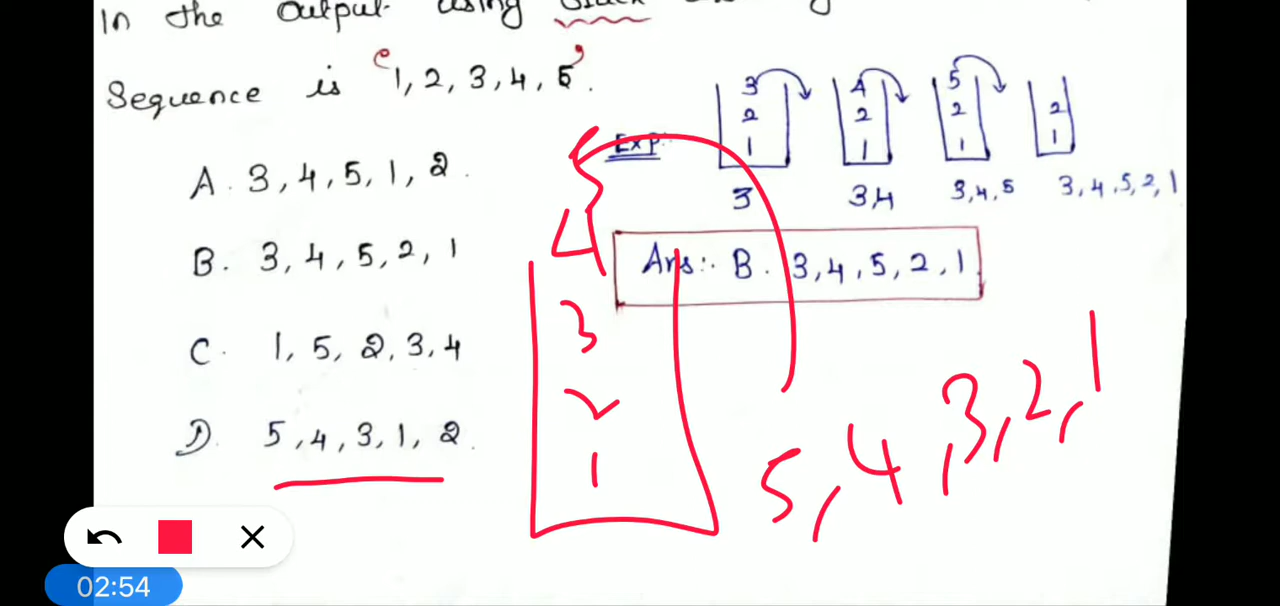 In the Output using Stack
Sequence is '1, 2, 3, 4, 5'.
A. 3, 4, 5, 1, 2.
B. 3, 4, 5, 2, 1
C. 1, 5, 2, 3, 4
D. 5, 4, 3, 1, 2.
Exp:
3
2
1
3
4
2
1
3 4
5
2
1
3, 4, 5
2
1
3, 4, 5, 2, 1
Ans:- B. 3, 4, 5, 2, 1
5
4
3
2
1
5, 4, 3, 2, 1
02:54